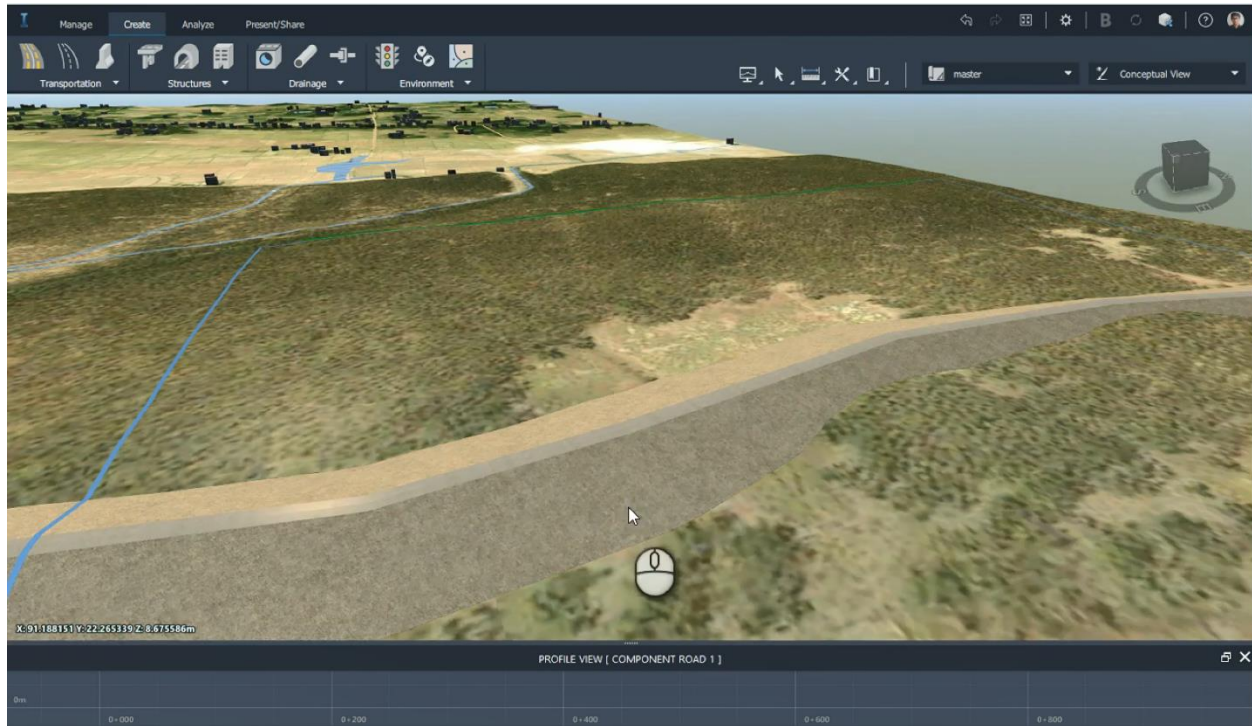 Manage Create Analyze Present/Share
Transportation Structures Drainage Environment
master Conceptual View
X: 91.188151 Y: 22.265339 Z: 8.675586m
PROFILE VIEW [ COMPONENT ROAD 1 ]
0m
0+000 0+200 0+400 0+600 0+800